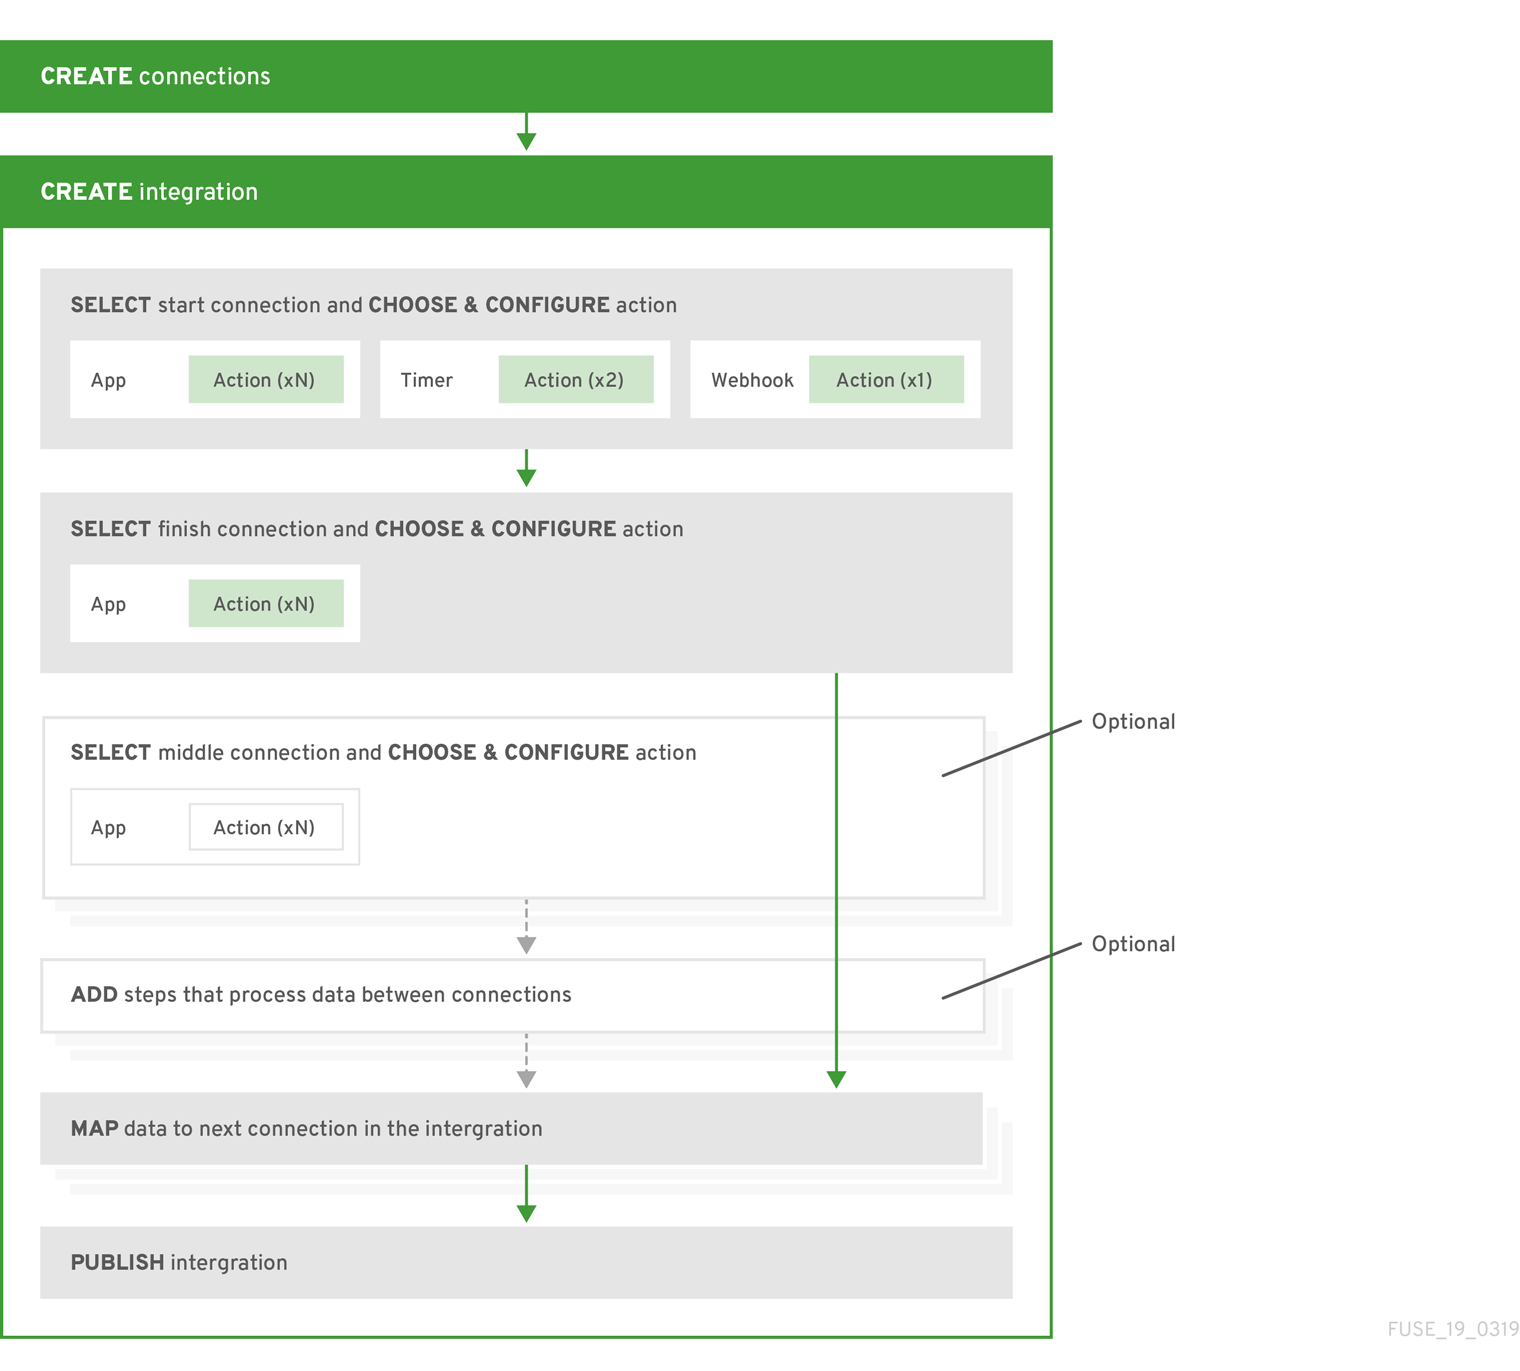 CREATE connections
CREATE integration
SELECT start connection and CHOOSE & CONFIGURE action
App Action (xN) Timer Action (x2) Webhook Action (x1)
SELECT finish connection and CHOOSE & CONFIGURE action
App Action (xN)
Optional
SELECT middle connection and CHOOSE & CONFIGURE action
App Action (xN)
Optional
ADD steps that process data between connections
MAP data to next connection in the intergration
PUBLISH intergration
FUSE_19_0319